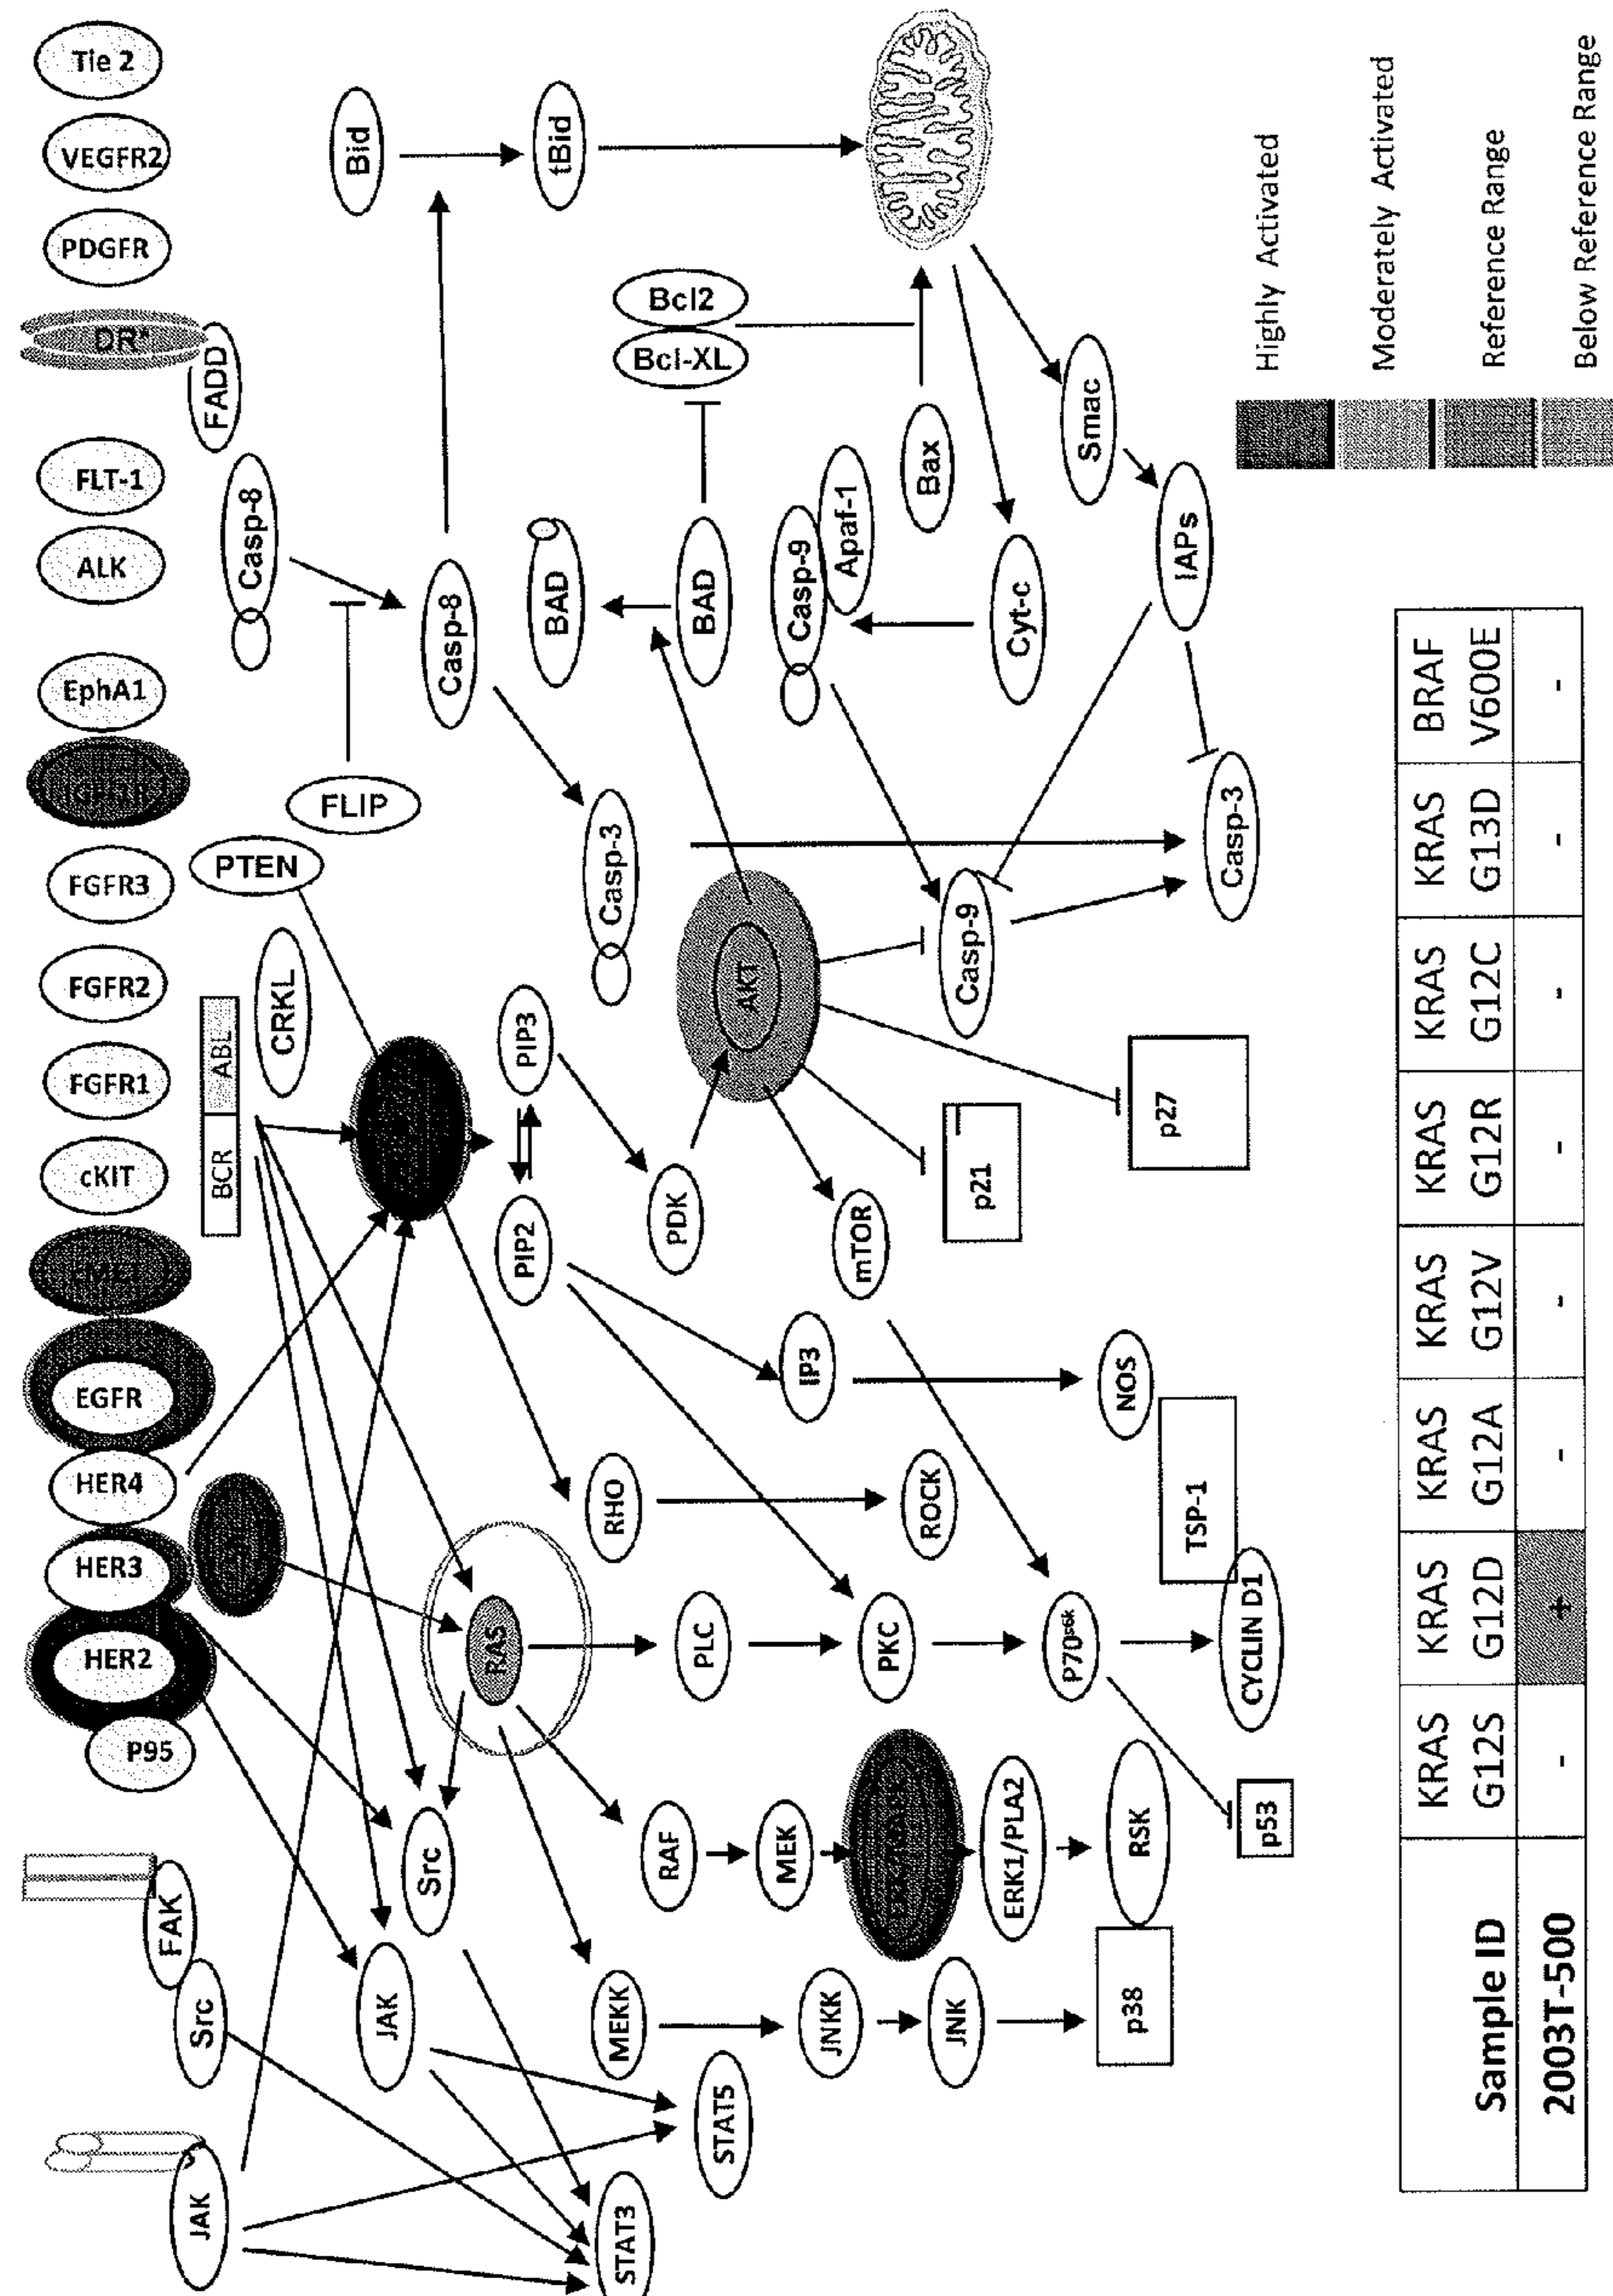 P95
HER2
HER3
HER4
EGFR
cMET
cKIT
FGFR1
FGFR2
FGFR3
EphA1
ALK
FLT-1
DR*
PDGFR
VEGFR2
Tie 2
JAK
Src
FAK
BCR
ABL
CRKL
PTEN
FLIP
Casp-8
FADD
JAK
Src
RAS
PIP2
PIP3
Casp-8
BAD
Bid
tBid
STAT3
STAT5
MEKK
RAF
PLC
RHO
PDK
AKT
Casp-3
BAD
Bcl-XL
Bcl2
JNKK
MEK
PKC
IP3
mTOR
Casp-9
Casp-9
Apaf-1
Bax
JNK
ERK1/PLA2
P70s6k
ROCK
p21
Cyt-c
Smac
p38
RSK
NOS
p27
IAPs
p53
CYCLIN D1
TSP-1
Casp-3
Highly Activated
Moderately Activated
Reference Range
Below Reference Range
Sample ID
KRAS G12S
KRAS G12D
KRAS G12A
KRAS G12V
KRAS G12R
KRAS G12C
KRAS G13D
BRAF V600E
2003T-500 - + - - - - - -